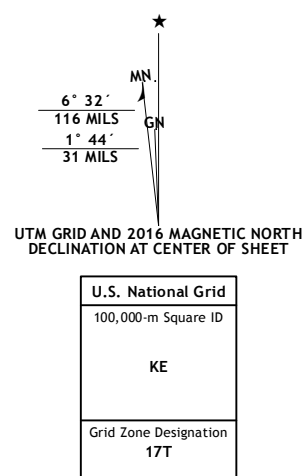 ★
MN.
6° 32´
116 MILS
GN
1° 44´
31 MILS
UTM GRID AND 2016 MAGNETIC NORTH
DECLINATION AT CENTER OF SHEET
U.S. National Grid
100,000-m Square ID
KE
Grid Zone Designation
17T